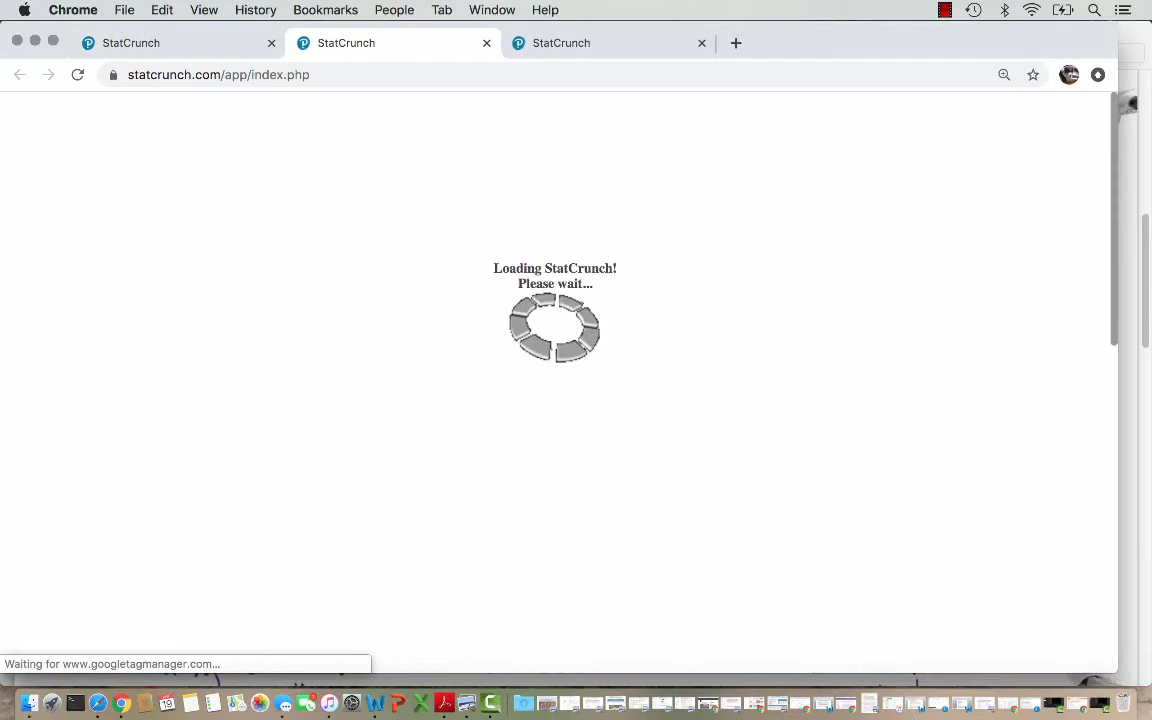 Chrome File Edit View History Bookmarks People Tab Window Help
StatCrunch StatCrunch StatCrunch
statcrunch.com/app/index.php
Loading StatCrunch!
Please wait...
Waiting for www.googletagmanager.com...